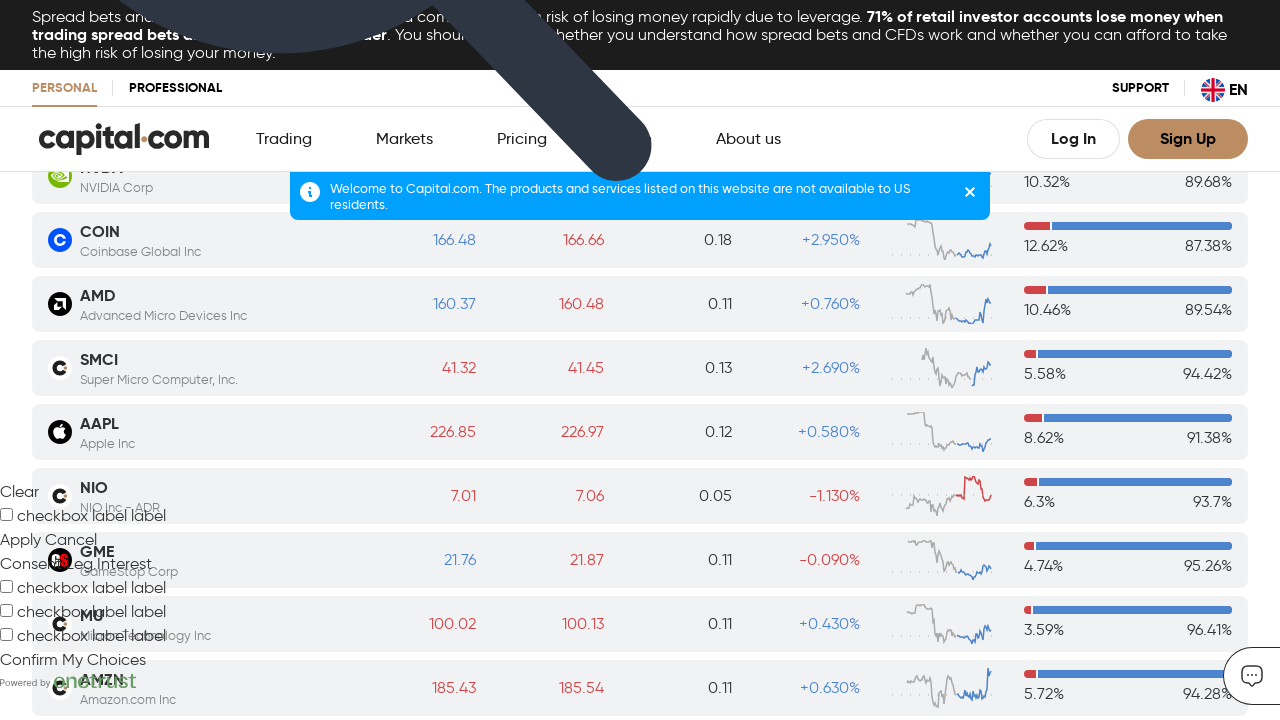 Spread bets and
risk of losing money rapidly due to leverage. 71% of retail investor accounts lose money when
trading spread bets
. You should
whether you understand how spread bets and CFDs work and whether you can afford to take
the high risk of losing your money.
PERSONAL
PROFESSIONAL
SUPPORT
EN
capital.com
Trading
Markets
Pricing
About us
Log In
Sign Up
NVIDIA Corp
10.32%
89.68%
Welcome to Capital.com. The products and services listed on this website are not available to US
residents.
COIN
Coinbase Global Inc
166.48
166.66
0.18
+2.950%
12.62%
87.38%
AMD
Advanced Micro Devices Inc
160.37
160.48
0.11
+0.760%
10.46%
89.54%
SMCI
Super Micro Computer, Inc.
41.32
41.45
0.13
+2.690%
5.58%
94.42%
AAPL
Apple Inc
226.85
226.97
0.12
+0.580%
8.62%
91.38%
NIO
NIO Inc - ADR
7.01
7.06
0.05
-1.130%
6.3%
93.7%
Clear
checkbox label label
Apply Cancel
GME
GameStop Corp
21.76
21.87
0.11
-0.090%
4.74%
95.26%
Consent Leg.Interest
checkbox label label
checkbox label label
checkbox label label
MU
Micron Technology Inc
100.02
100.13
0.11
+0.430%
3.59%
96.41%
Confirm My Choices
Powered by onetrust
AMZN
Amazon.com Inc
185.43
185.54
0.11
+0.630%
5.72%
94.28%